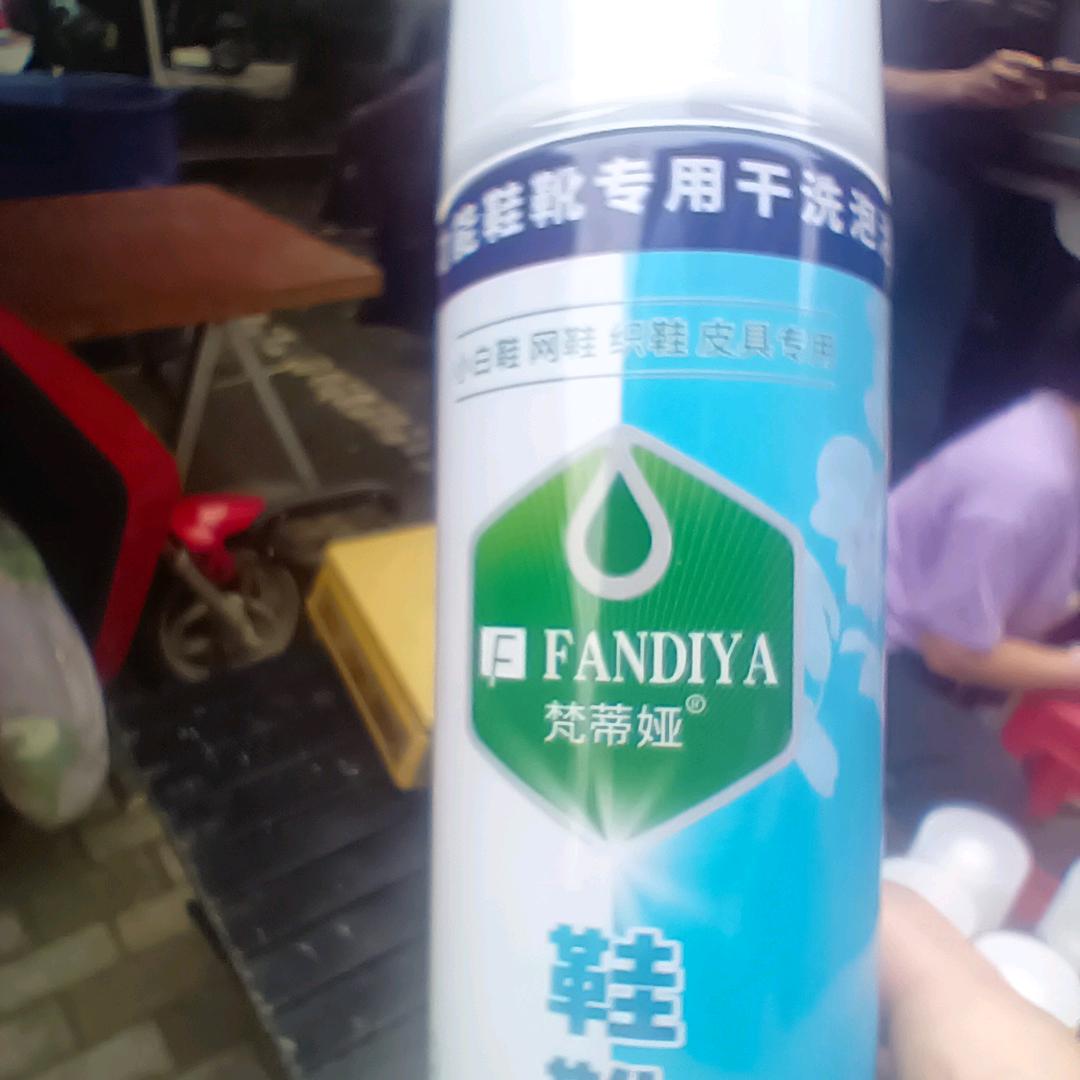 能鞋靴专用干洗泡
小白鞋 网鞋 织鞋 皮具专用
F FANDIYA
梵蒂娅®
鞋